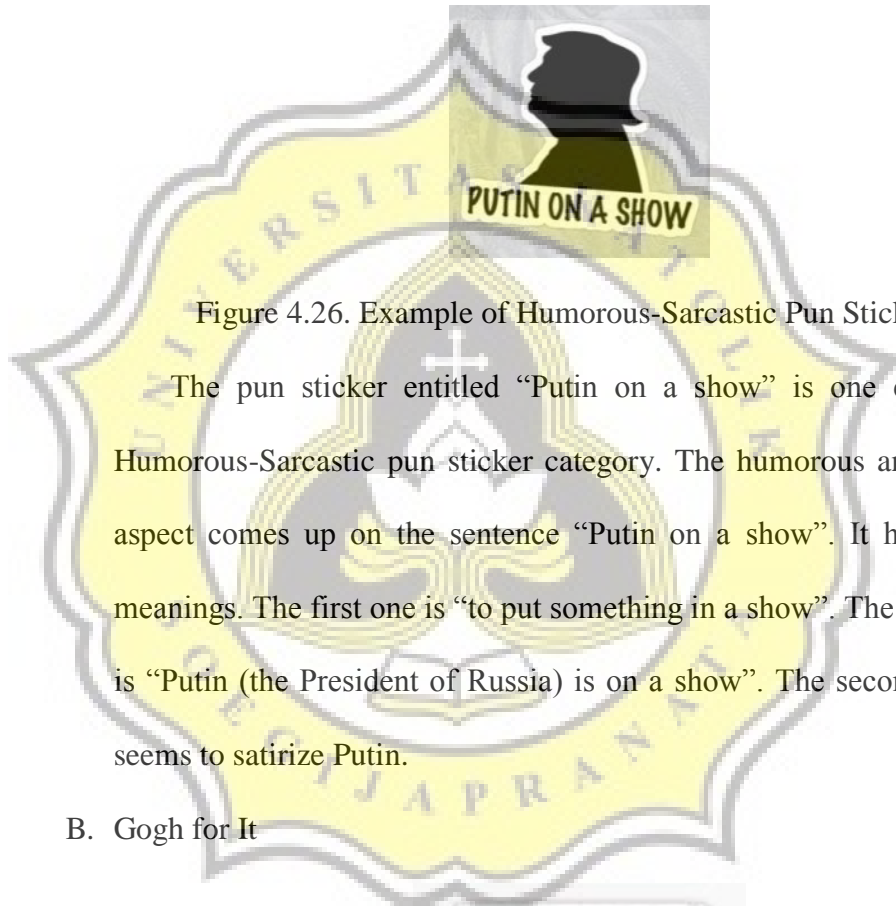 PUTIN ON A SHOW
Figure 4.26. Example of Humorous-Sarcastic Pun
The pun sticker entitled “Putin on a show” is one
Humorous-Sarcastic pun sticker category. The humorous
aspect comes up on the sentence “Putin on a show”. It
meanings. The first one is “to put something in a show”. The
is “Putin (the President of Russia) is on a show”. The
seems to satirize Putin.
B. Gogh for It
UNIVERSITAS KATOLIK
SOEGIJAPRANATA